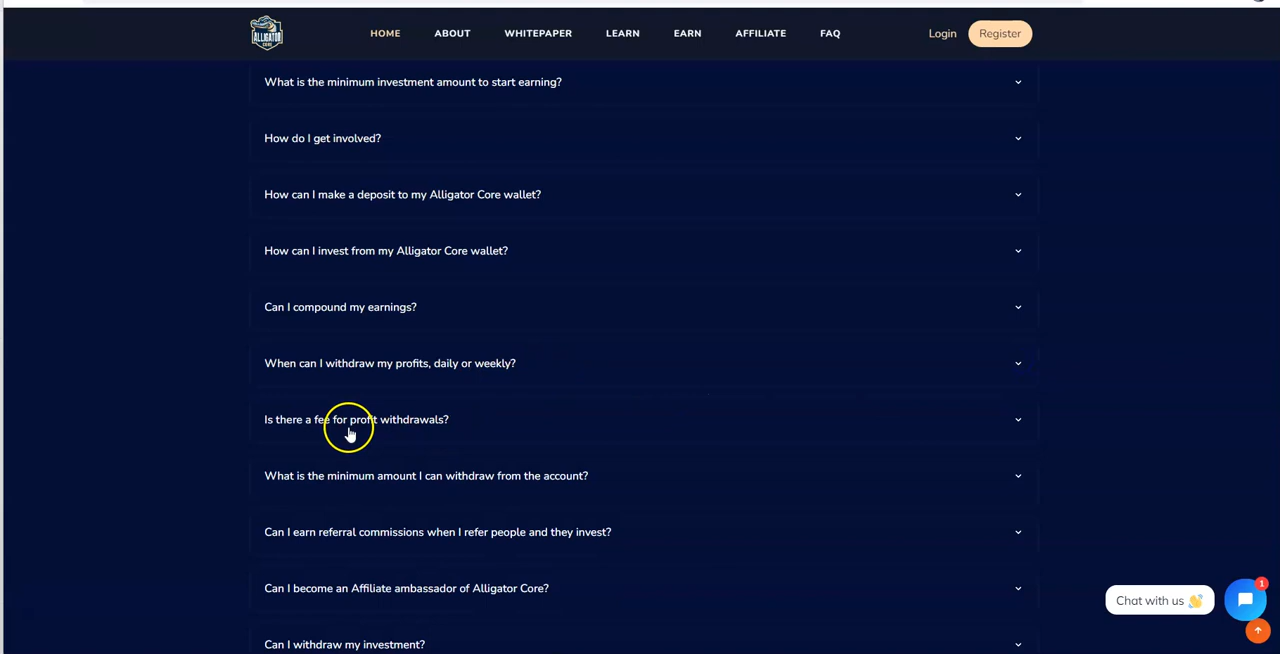 ALLIGATOR
CORE
HOME ABOUT WHITEPAPER LEARN EARN AFFILIATE FAQ Login Register
What is the minimum investment amount to start earning?
How do I get involved?
How can I make a deposit to my Alligator Core wallet?
How can I invest from my Alligator Core wallet?
Can I compound my earnings?
When can I withdraw my profits, daily or weekly?
Is there a fee for profit withdrawals?
What is the minimum amount I can withdraw from the account?
Can I earn referral commissions when I refer people and they invest?
Can I become an Affiliate ambassador of Alligator Core?
1
Chat with us 👋
Can I withdraw my investment?